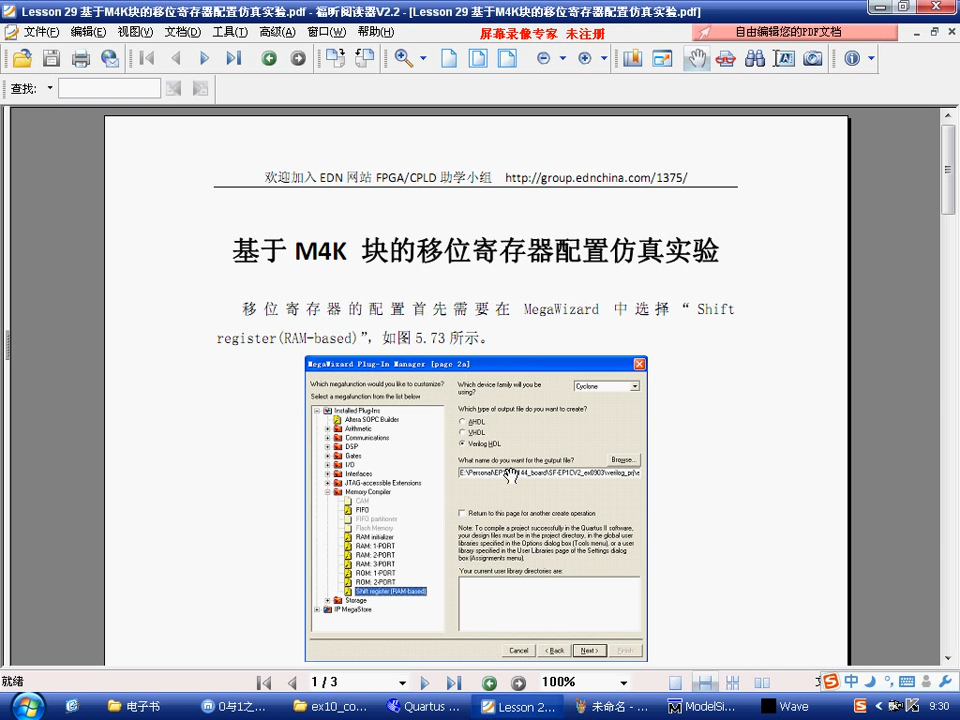 Lesson 29 基于M4K块的移位寄存器配置仿真实验.pdf - 福昕阅读器V2.2 - [Lesson 29 基于M4K块的移位寄存器配置仿真实验.pdf]
文件(F) 编辑(E) 视图(V) 文档(D) 工具(T) 高级(A) 窗口(W) 帮助(H)
屏幕录像专家 未注册
自由编辑您的PDF文档
查找:
欢迎加入 EDN 网站 FPGA/CPLD 助学小组 http://group.ednchina.com/1375/
基于 M4K 块的移位寄存器配置仿真实验
移位寄存器的配置首先需要在 MegaWizard 中选择“Shift
register(RAM-based)”，如图 5.73 所示。
MegaWizard Plug-In Manager [page 2a]
Which megafunction would you like to customize?
Select a megafunction from the list below
Installed Plug-Ins
Altera SOPC Builder
Arithmetic
Communications
DSP
Gates
I/O
Interfaces
JTAG-accessible Extensions
Memory Compiler
CAM
FIFO
FIFO partitioner
Flash Memory
RAM initializer
RAM: 1-PORT
RAM: 2-PORT
RAM: 3-PORT
ROM: 1-PORT
ROM: 2-PORT
Shift register (RAM-based)
Storage
IP MegaStore
Which device family will you be using?
Cyclone
Which type of output file do you want to create?
AHDL
VHDL
Verilog HDL
What name do you want for the output file?
Browse...
Return to this page for another create operation
Note: To compile a project successfully in the Quartus II software,
your design files must be in the project directory, in the global user
libraries specified in the Options dialog box (Tools menu), or a user
library specified in the User Libraries page of the Settings dialog
box (Assignments menu).
Your current user library directories are:
Cancel
< Back
Next >
Finish
就绪
1 / 3
100%
中
电子书
0与1之...
ex10_co...
Quartus ...
Lesson 2...
未命名 - ...
ModelSi...
Wave
9:30